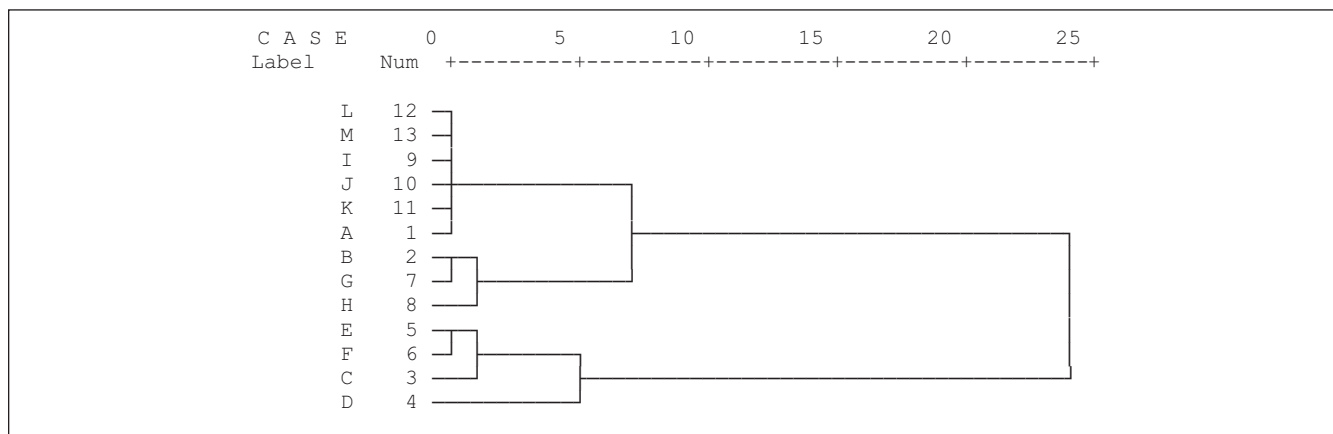 C A S E 0 5 10 15 20 25
Label Num +---------+---------+---------+---------+---------+
L 12
M 13
I 9
J 10
K 11
A 1
B 2
G 7
H 8
E 5
F 6
C 3
D 4